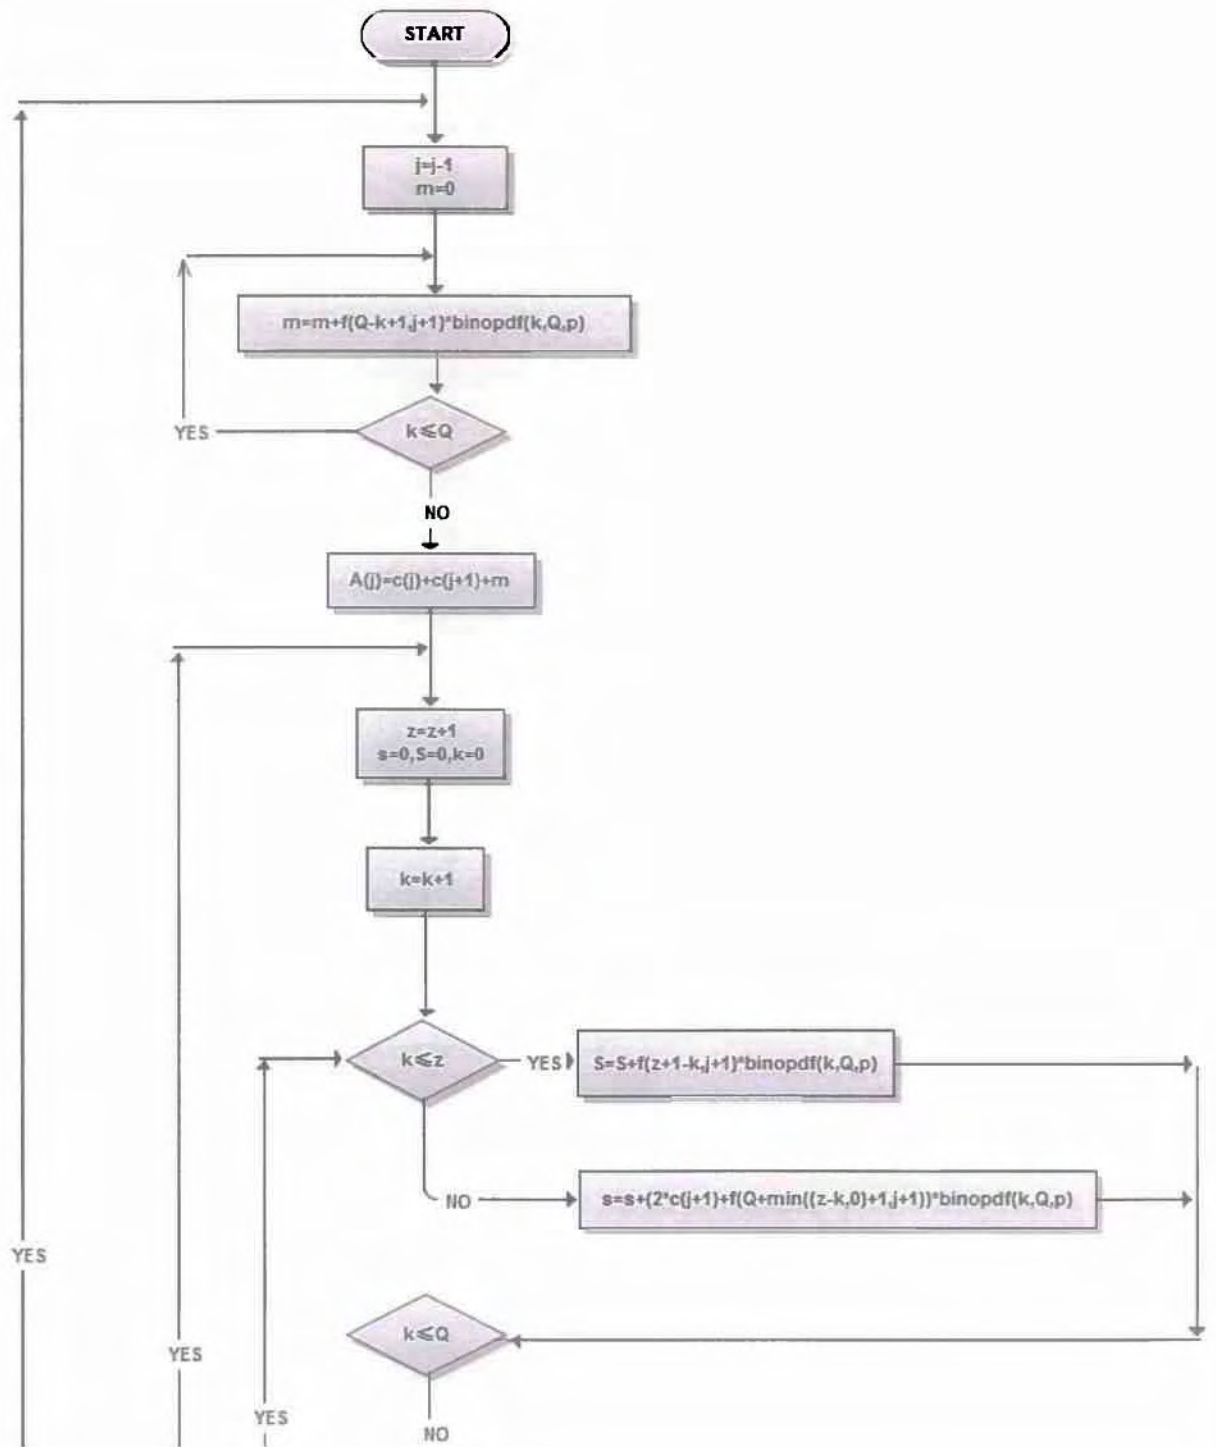 START
j=j-1
m=0
m=m+f(Q-k+1,j+1)*binopdf(k,Q,p)
k≤Q
YES
NO
A(j)=c(j)+c(j+1)+m
z=z+1
s=0,S=0,k=0
k=k+1
k≤z
YES
S=S+f(z+1-k,j+1)*binopdf(k,Q,p)
NO
s=s+(2*c(j+1)+f(Q+min((z-k,0)+1,j+1))*binopdf(k,Q,p)
YES
k≤Q
YES
YES
NO